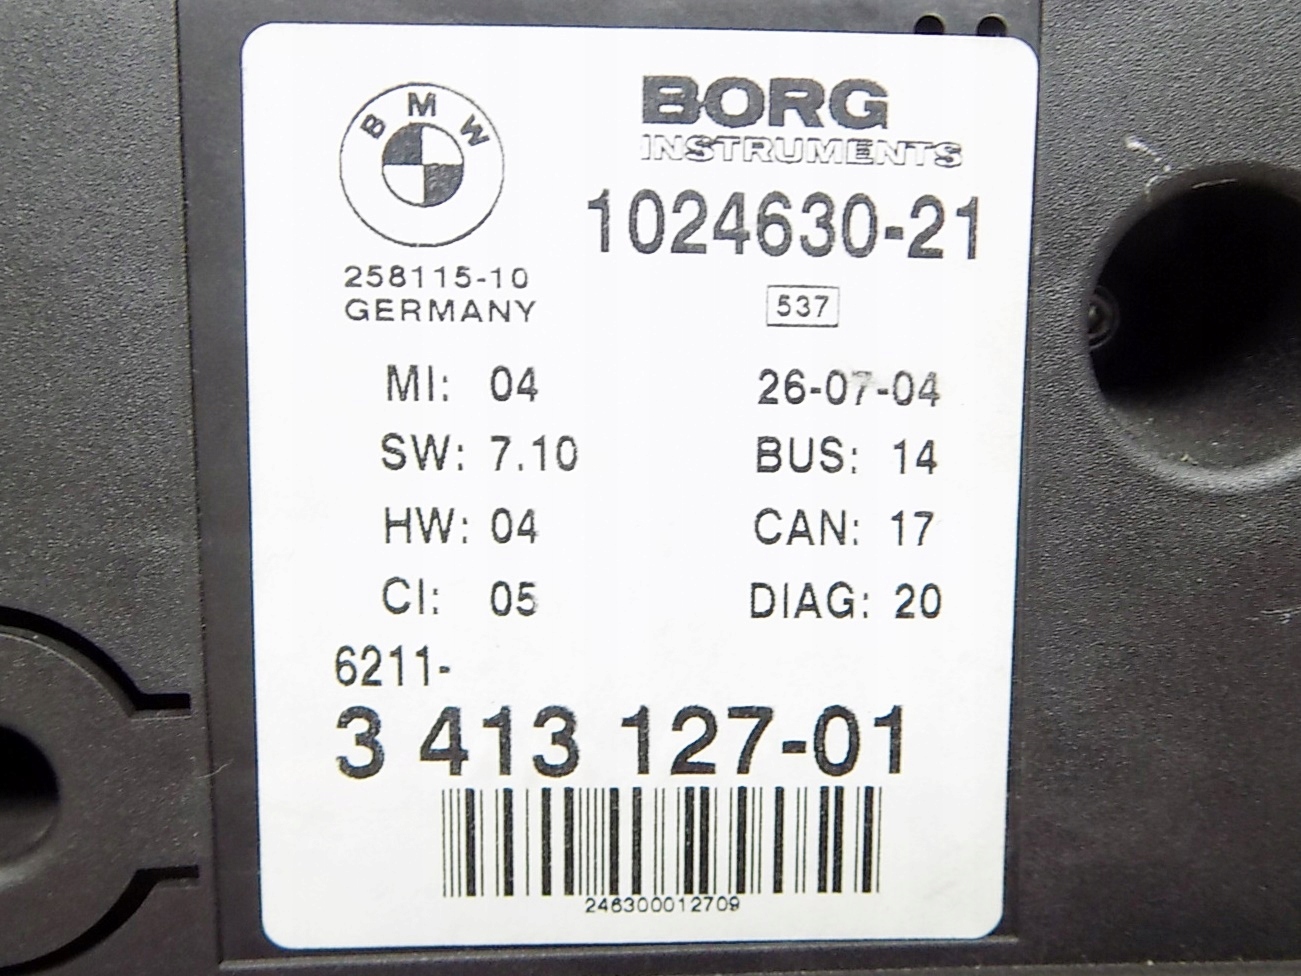 BMW
BORG
INSTRUMENTS
1024630-21
258115-10
GERMANY
537
MI: 04
26-07-04
SW: 7.10
BUS: 14
HW: 04
CAN: 17
CI: 05
DIAG: 20
6211-
3 413 127-01
246300012709